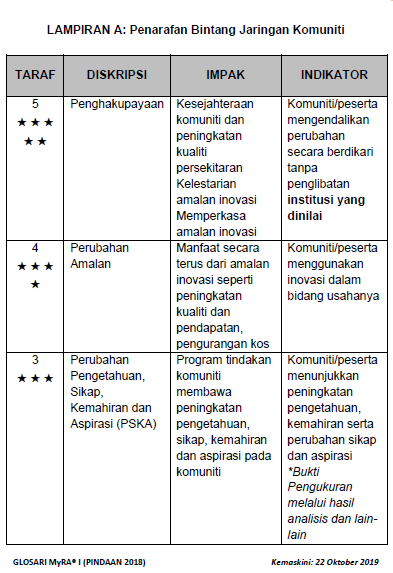 LAMPIRAN A: Penarafan Bintang Jaringan Komuniti
TARAF DISKRIPSI IMPAK INDIKATOR
5
★ ★ ★
★ ★
Penghakupayaan
Kesejahteraan
komuniti dan
peningkatan
kualiti
persekitaran
Kelestarian
amalan inovasi
Memperkasa
amalan inovasi
Komuniti/peserta
mengendalikan
perubahan
secara berdikari
tanpa
penglibatan
institusi yang
dinilai
4
★ ★ ★
★
Perubahan
Amalan
Manfaat secara
terus dari amalan
inovasi seperti
peningkatan
kualiti dan
pendapatan,
pengurangan kos
Komuniti/peserta
menggunakan
inovasi dalam
bidang usahanya
3
★ ★ ★
Perubahan
Pengetahuan,
Sikap,
Kemahiran dan
Aspirasi (PSKA)
Program tindakan
komuniti
membawa
peningkatan
pengetahuan,
sikap, kemahiran
dan aspirasi pada
komuniti
Komuniti/peserta
menunjukkan
peningkatan
pengetahuan,
kemahiran serta
perubahan sikap
dan aspirasi
*Bukti
Pengukuran
melalui hasil
analisis dan lain-
lain
GLOSARI MyRA® I (PINDAAN 2018) Kemaskini: 22 Oktober 2019